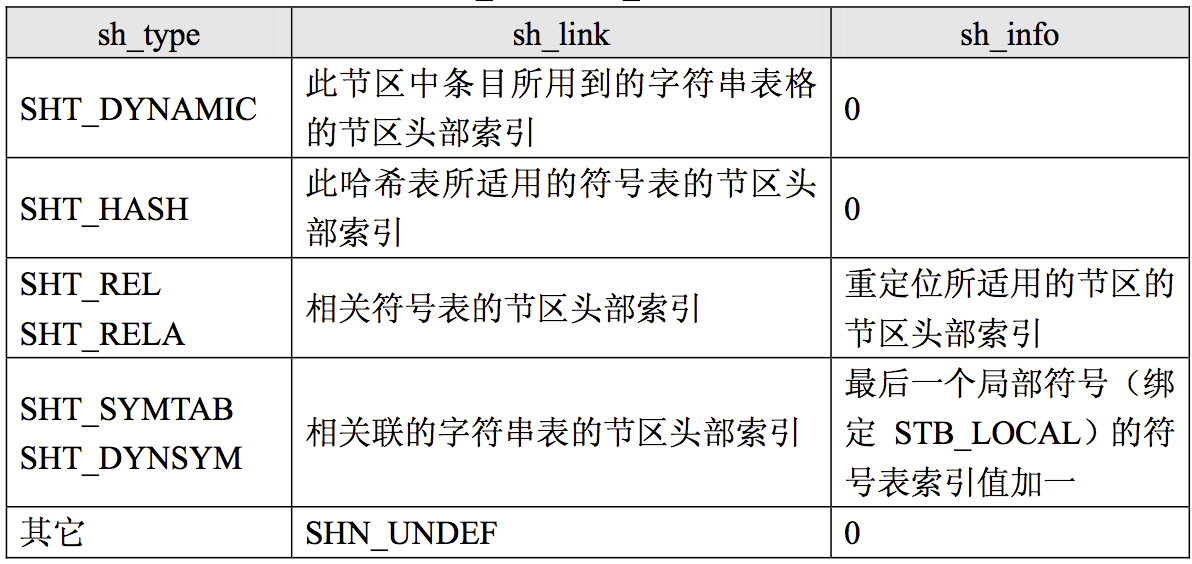 sh_type sh_link sh_info
SHT_DYNAMIC 此节区中条目所用到的字符串表格的节区头部索引 0
SHT_HASH 此哈希表所适用的符号表的节区头部索引 0
SHT_REL
SHT_RELA 相关符号表的节区头部索引 重定位所适用的节区的节区头部索引
SHT_SYMTAB
SHT_DYNSYM 相关联的字符串表的节区头部索引 最后一个局部符号（绑定 STB_LOCAL）的符号表索引值加一
其它 SHN_UNDEF 0